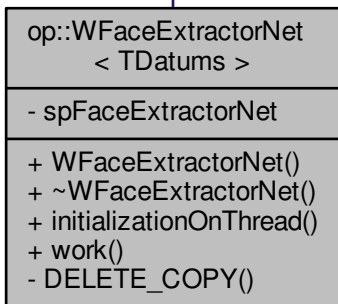 op::WFaceExtractorNet
< TDatums >
- spFaceExtractorNet
+ WFaceExtractorNet()
+ ~WFaceExtractorNet()
+ initializationOnThread()
+ work()
- DELETE_COPY()